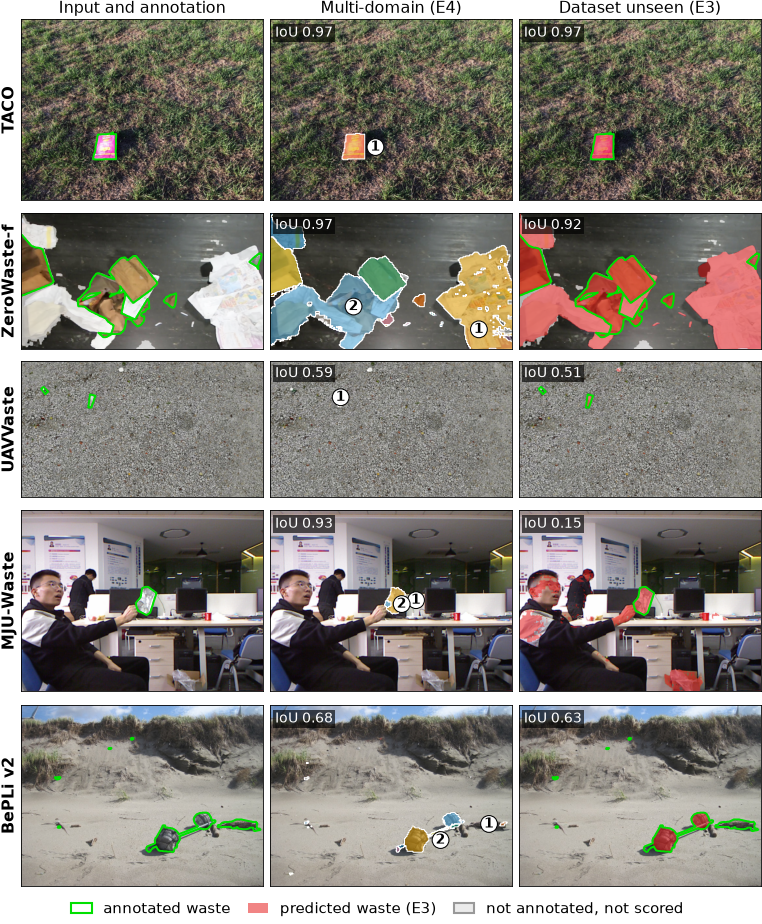 Input and annotation
Multi-domain (E4)
Dataset unseen (E3)
TACO
IoU 0.97
1
IoU 0.97
ZeroWaste-f
IoU 0.97
2
1
IoU 0.92
UAVVaste
IoU 0.59
1
IoU 0.51
MJU-Waste
IoU 0.93
2
1
IoU 0.15
BePLi v2
IoU 0.68
1
2
IoU 0.63
annotated waste
predicted waste (E3)
not annotated, not scored